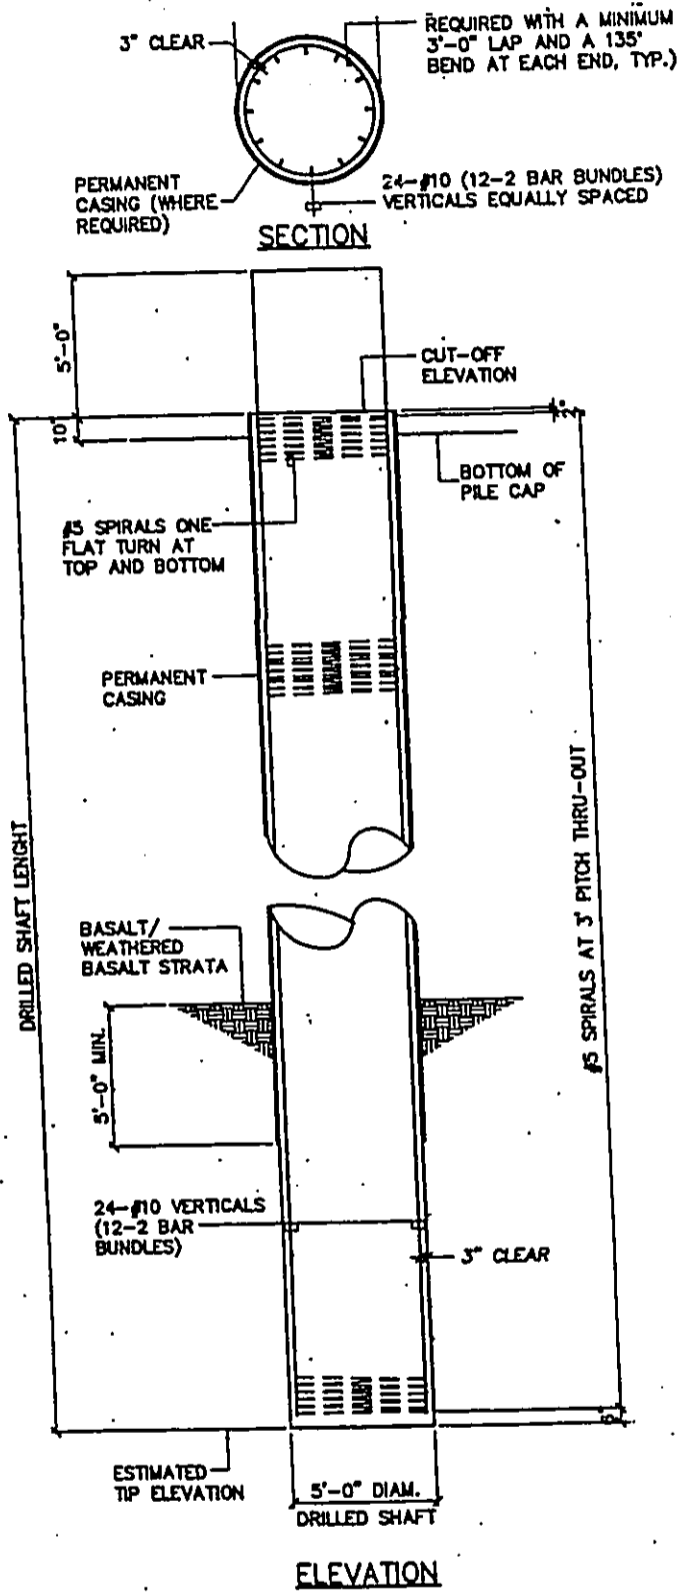 REQUIRED WITH A MINIMUM
3'-0" LAP AND A 135°
BEND AT EACH END, TYP.)
3" CLEAR
PERMANENT
CASING (WHERE
REQUIRED)
24-#10 (12-2 BAR BUNDLES)
VERTICALS EQUALLY SPACED
SECTION
5'-0"
CUT-OFF
ELEVATION
10"
2"
BOTTOM OF
PILE CAP
#5 SPIRALS ONE
FLAT TURN AT
TOP AND BOTTOM
PERMANENT
CASING
DRILLED SHAFT LENGHT
#5 SPIRALS AT 3" PITCH THRU-OUT
BASALT/
WEATHERED
BASALT STRATA
5'-0" MIN.
24-#10 VERTICALS
(12-2 BAR
BUNDLES)
3" CLEAR
6"
ESTIMATED
TIP ELEVATION
5'-0" DIAM.
DRILLED SHAFT
ELEVATION